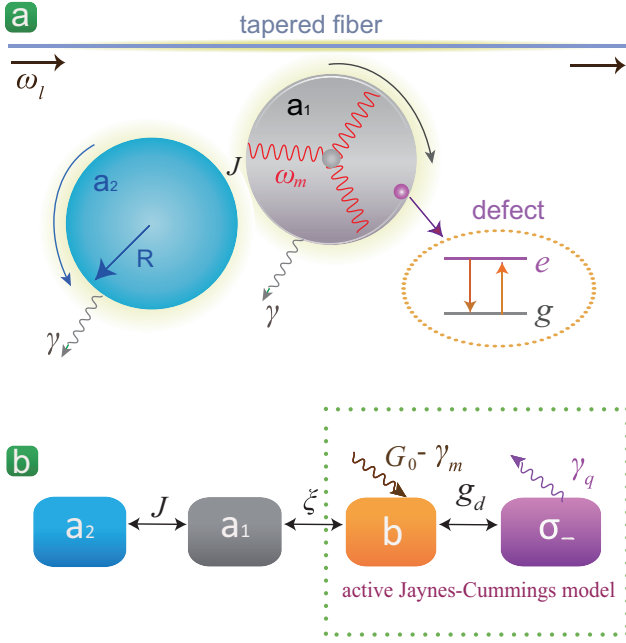 a
tapered fiber
ω_l
a₁
J
a₂
ω_m
R
defect
γ
γ
e
g
b
G₀ - γ_m
γ_q
J
ξ
g_d
a₂
a₁
b
σ₋
active Jaynes-Cummings model